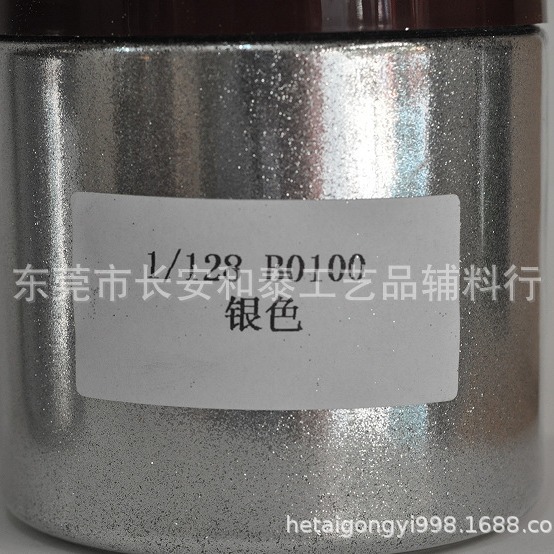 1/128 B0100
东莞市长安和泰工艺品辅料行
银色
hetaigongyi998.1688.co